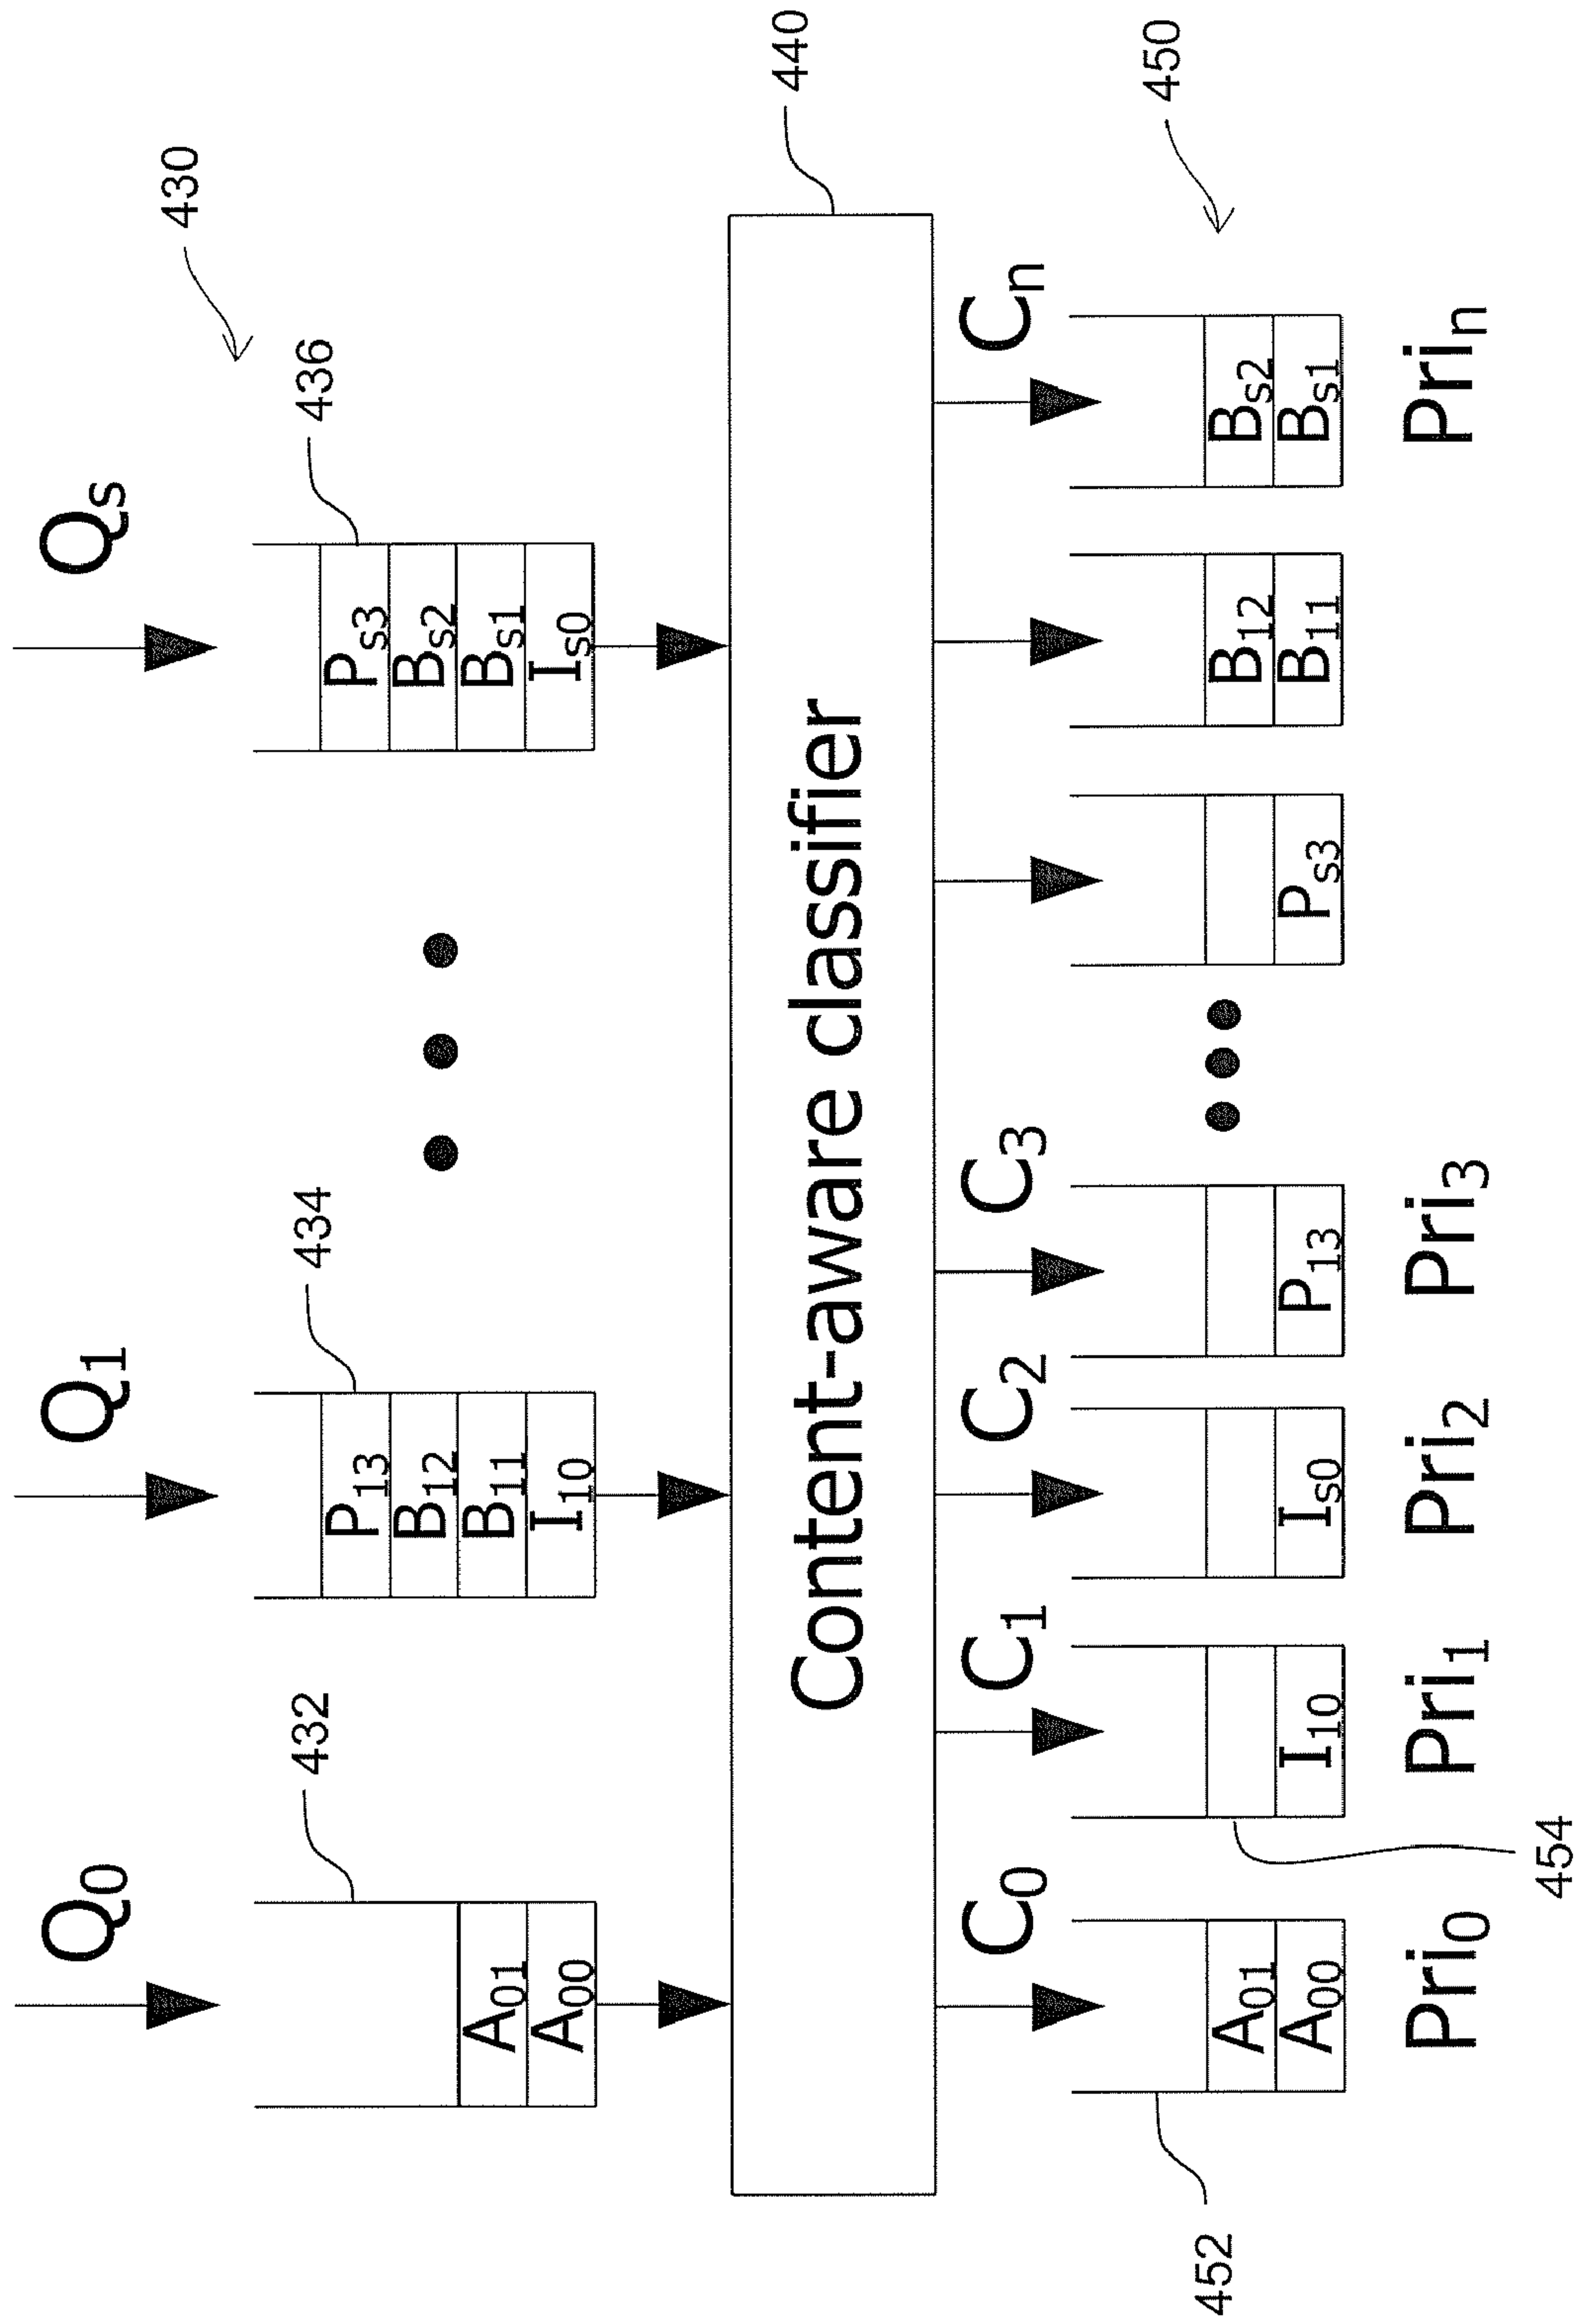 Q0 Q1 Qs
430
432 434 436
P13 Ps3
B12 Bs2
A01 B11 Bs1
A00 I10 Is0
440
Content-aware classifier
C0 C1 C2 C3 Cn
450
452
A01 B12 Bs2
A00 I10 Is0 P13 Ps3 B11 Bs1
Pri0 Pri1 Pri2 Pri3 Prin
454